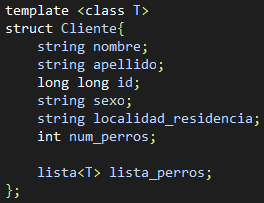 template <class T>
struct Cliente{
    string nombre;
    string apellido;
    long long id;
    string sexo;
    string localidad_residencia;
    int num_perros;

    lista<T> lista_perros;
};